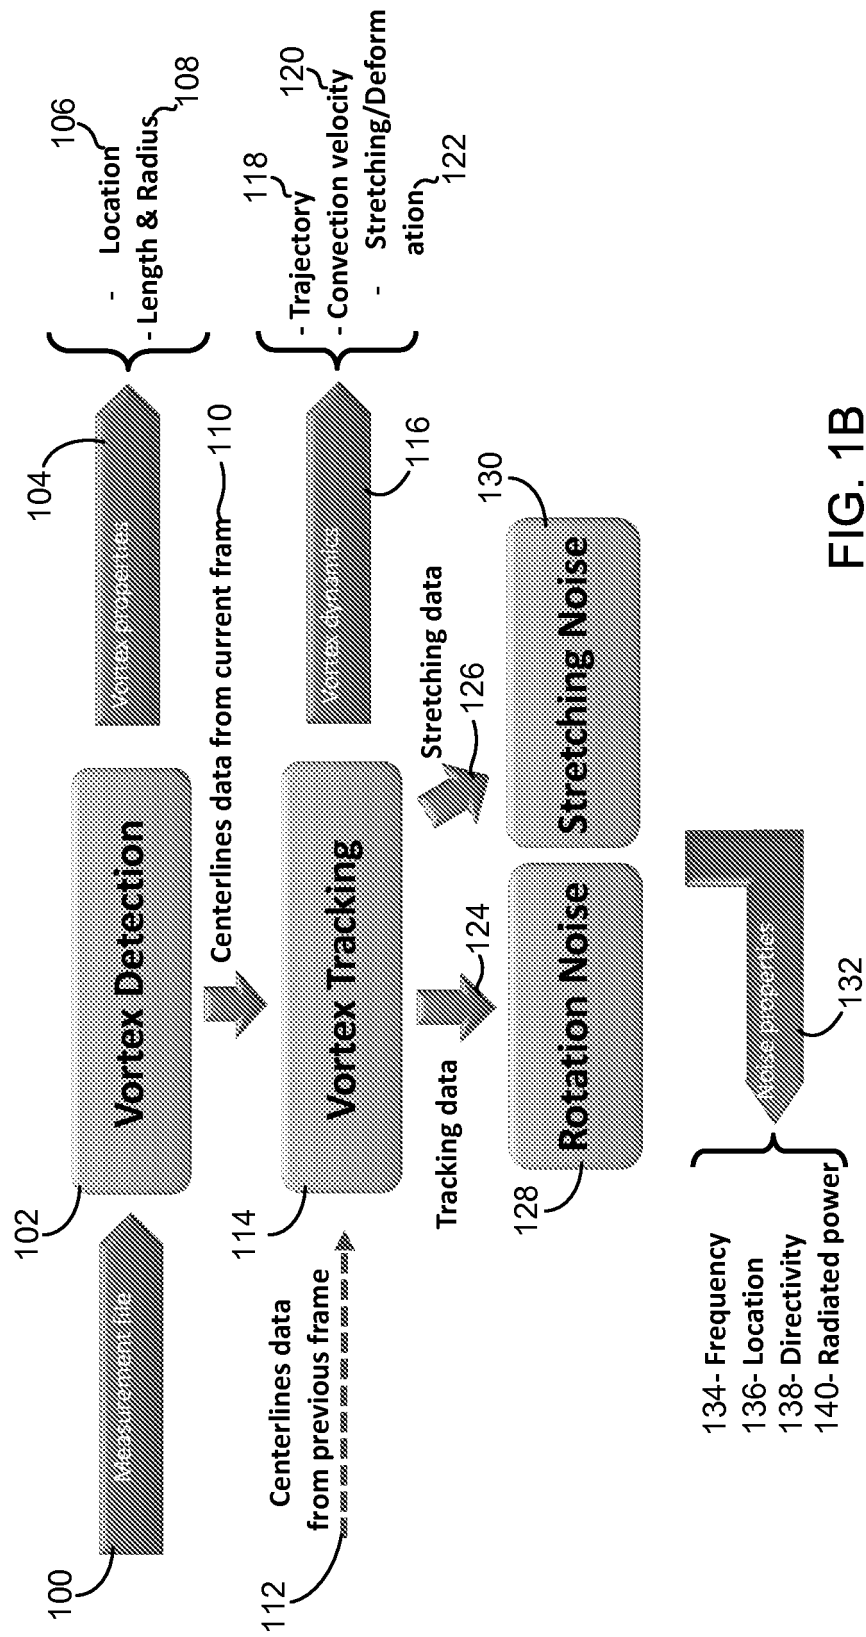 100
Measurement file
102
Vortex Detection
104
Vortex properties
- Location
106
- Length & Radius
108
Centerlines data from current fram
110
112
Centerlines data
from previous frame
114
Vortex Tracking
116
Vortex dynamics
- Trajectory
118
- Convection velocity
120
- Stretching/Deform
ation
122
Tracking data
124
Stretching data
126
128
Rotation Noise
130
Stretching Noise
Noise properties
132
134- Frequency
136- Location
138- Directivity
140- Radiated power
FIG. 1B